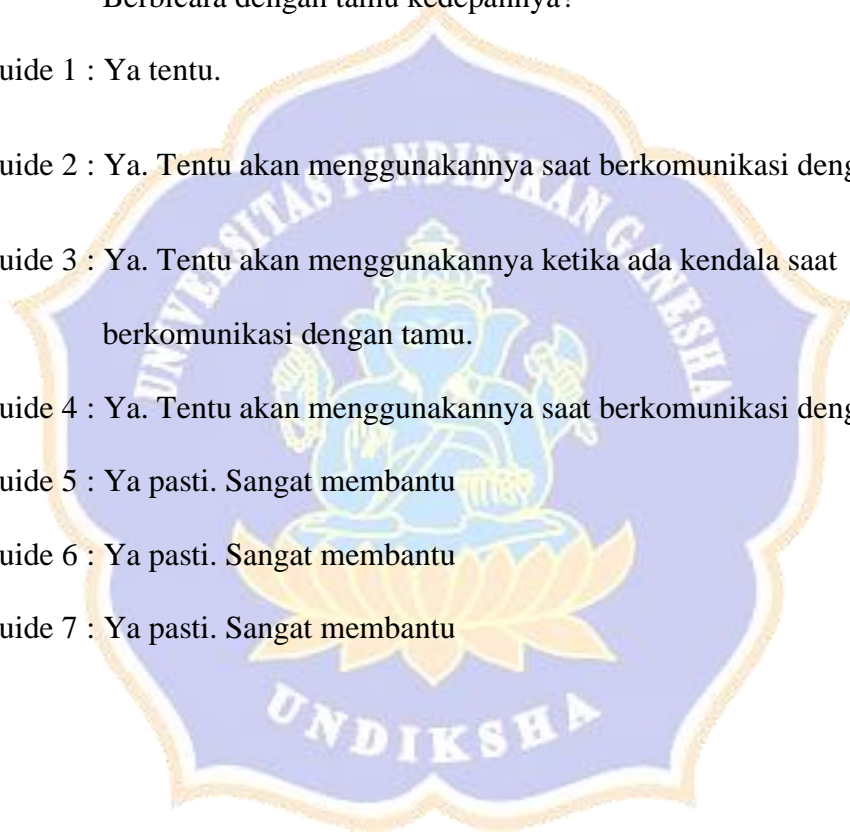 Berbicara dengan tamu kedepannya?
uide 1 : Ya tentu.
uide 2 : Ya. Tentu akan menggunakannya saat berkomunikasi deng
uide 3 : Ya. Tentu akan menggunakannya ketika ada kendala saat
berkomunikasi dengan tamu.
uide 4 : Ya. Tentu akan menggunakannya saat berkomunikasi deng
uide 5 : Ya pasti. Sangat membantu
uide 6 : Ya pasti. Sangat membantu
uide 7 : Ya pasti. Sangat membantu
UNIVERSITAS PENDIDIKAN GANESHA
UNDIKSHA